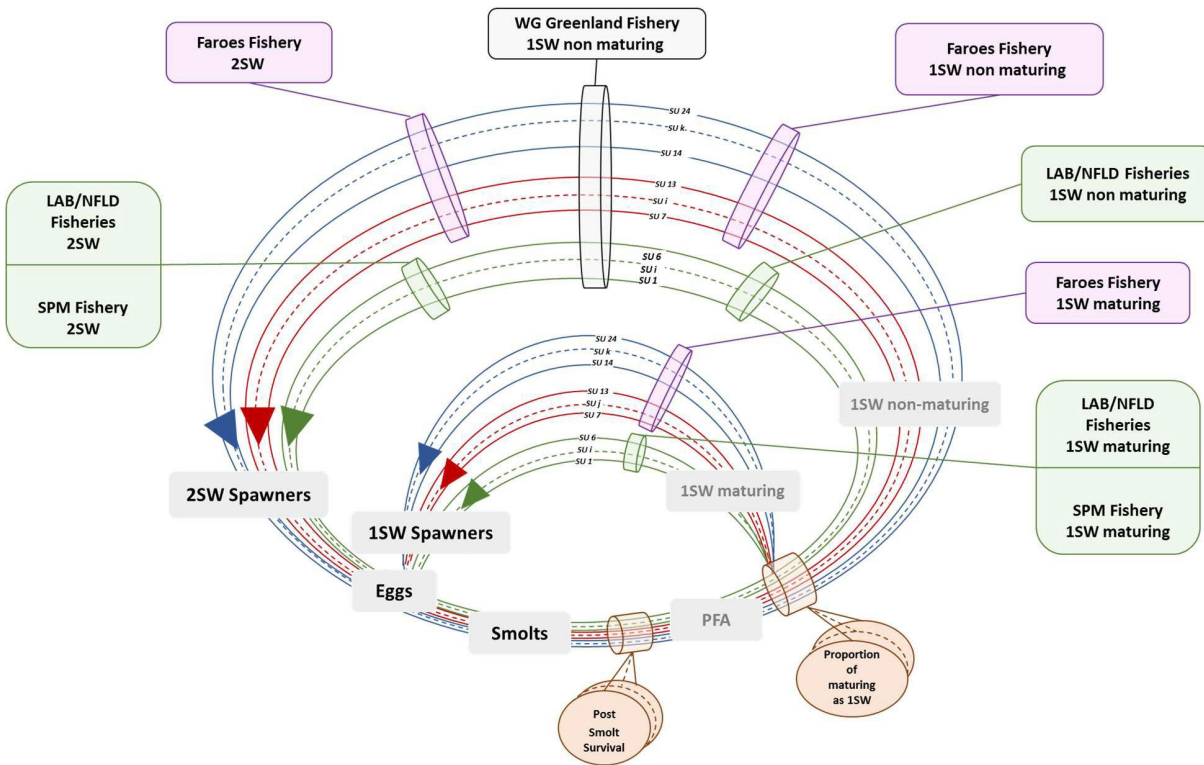 WG Greenland Fishery
1SW non maturing
Faroes Fishery
2SW
Faroes Fishery
1SW non maturing
SU 24
SU k
SU 14
SU 13
SU i
SU 7
SU 6
SU i
SU 1
LAB/NFLD
Fisheries
2SW
SPM Fishery
2SW
LAB/NFLD Fisheries
1SW non maturing
Faroes Fishery
1SW maturing
SU 24
SU k
SU 14
SU 13
SU j
SU 7
SU 6
SU i
SU 1
1SW non-maturing
LAB/NFLD
Fisheries
1SW maturing
SPM Fishery
1SW maturing
2SW Spawners
1SW maturing
1SW Spawners
Eggs
Smolts
PFA
Proportion
of
maturing
as 1SW
Post
Smolt
Survival